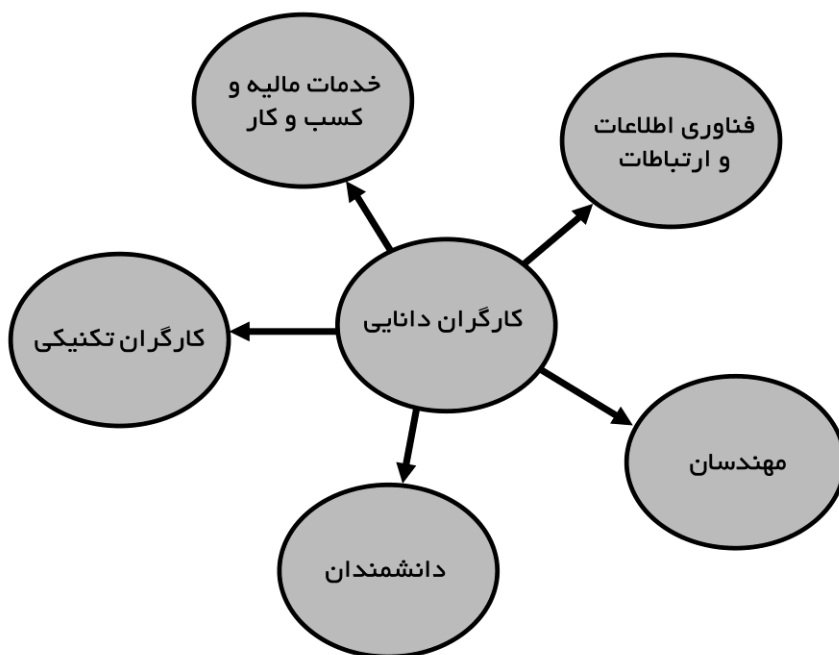 خدمات مالیه و
کسب و کار
فناوری اطلاعات
و ارتباطات
کارگران دانایی
کارگران تکنیکی
مهندسان
دانشمندان